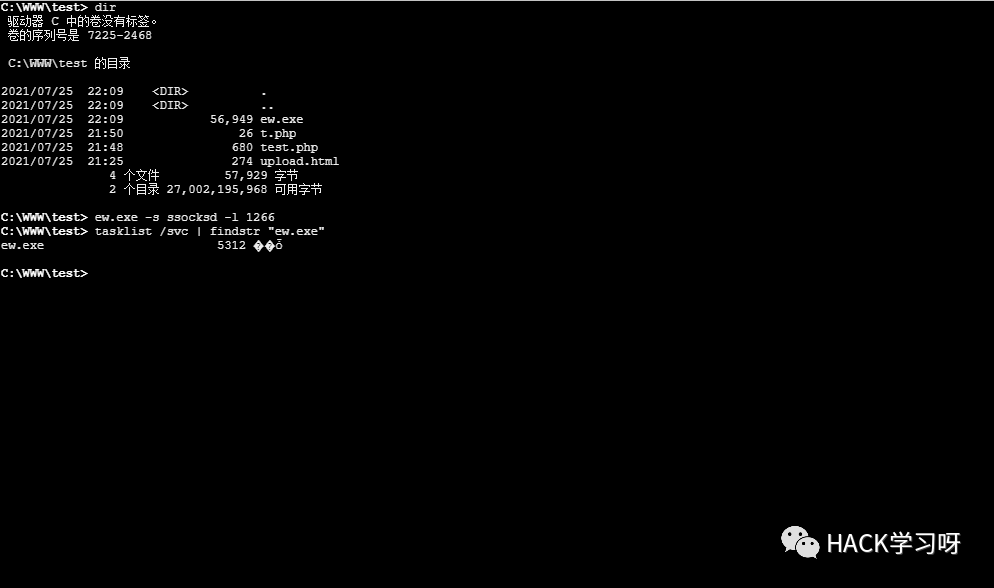 C:\WWW\test> dir
驱动器 C 中的卷没有标签。
卷的序列号是 7225-2468
C:\WWW\test 的目录
2021/07/25 22:09 <DIR> .
2021/07/25 22:09 <DIR> ..
2021/07/25 22:09 56,949 ew.exe
2021/07/25 21:50 26 t.php
2021/07/25 21:48 680 test.php
2021/07/25 21:25 274 upload.html
4 个文件 57,929 字节
2 个目录 27,002,195,968 可用字节
C:\WWW\test> ew.exe -s ssocksd -l 1266
C:\WWW\test> tasklist /svc | findstr "ew.exe"
ew.exe 5312 ��
C:\WWW\test>
HACK学习呀